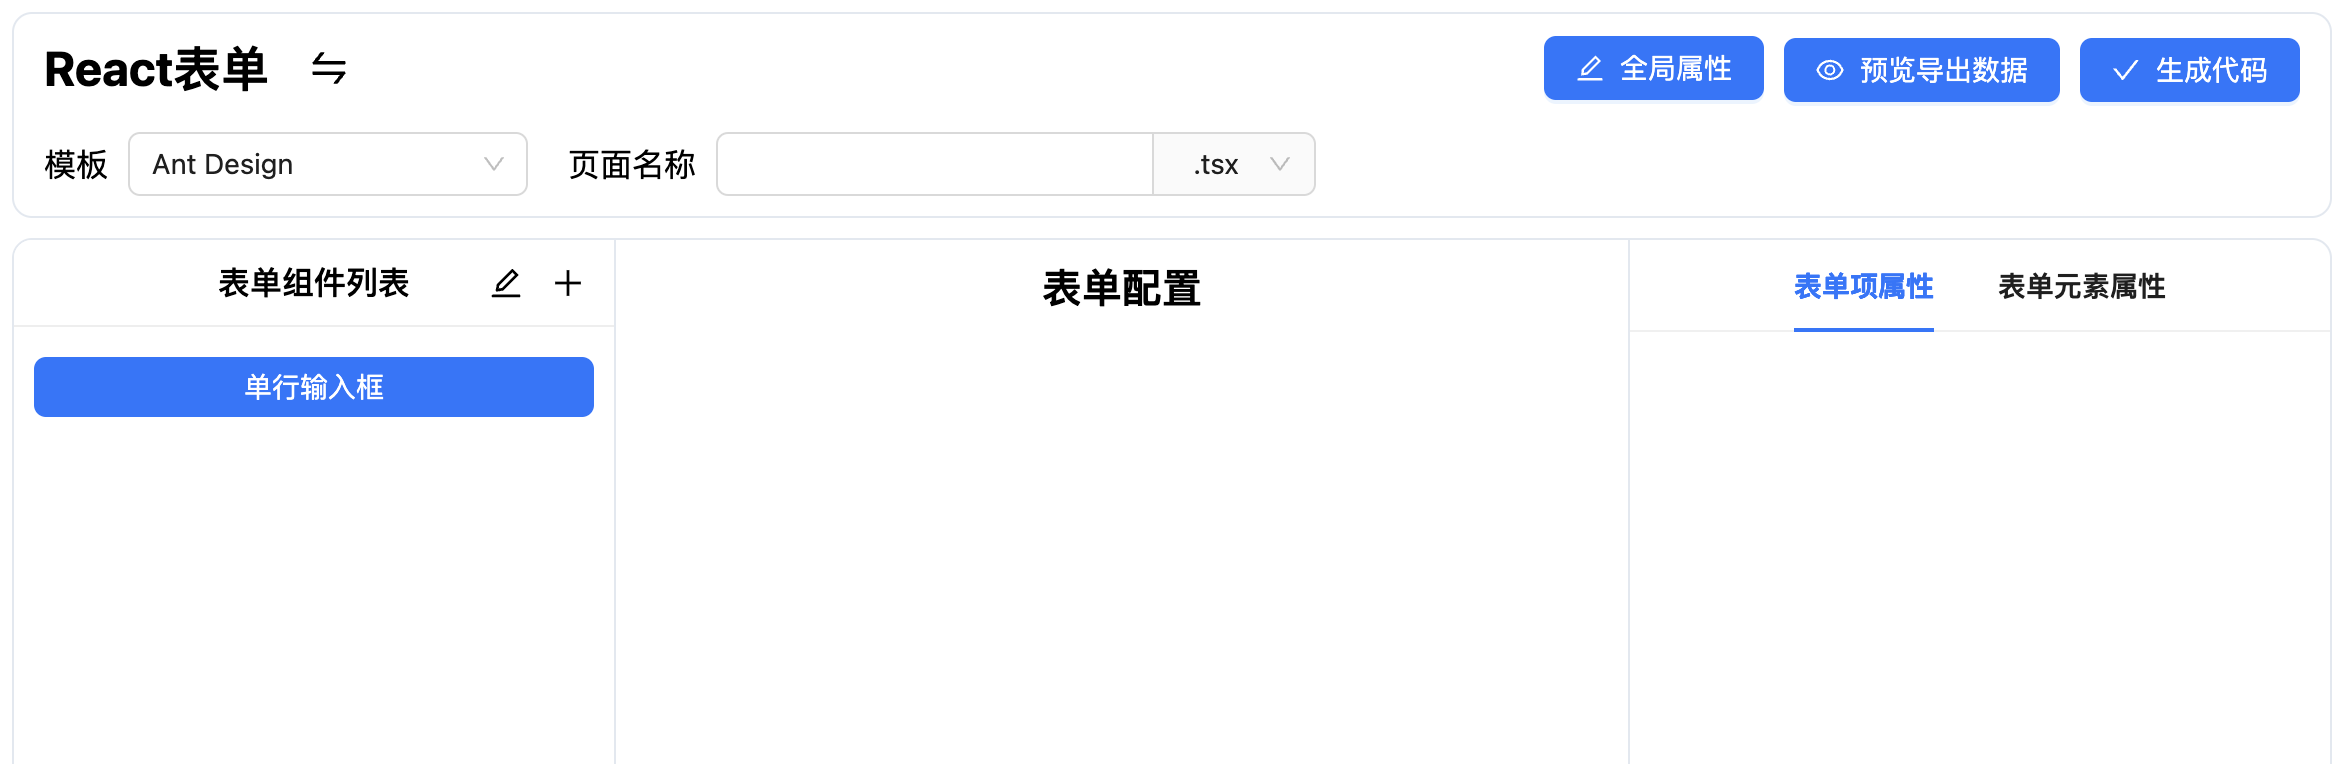 React表单
全局属性
预览导出数据
生成代码
模板
Ant Design
页面名称
.tsx
表单组件列表
表单配置
表单项属性
表单元素属性
单行输入框